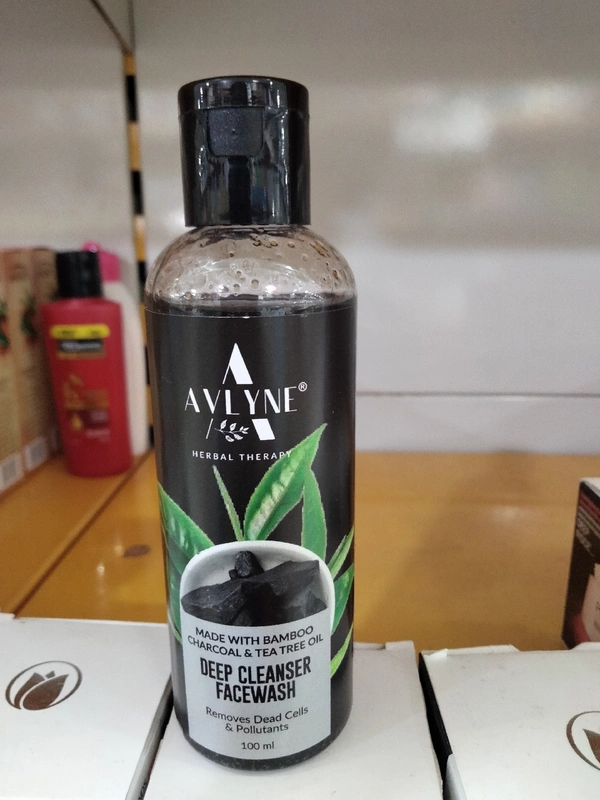 AVLYNE®
HERBAL THERAPY
MADE WITH BAMBOO
CHARCOAL & TEA TREE OIL
DEEP CLEANSER
FACEWASH
Removes Dead Cells
& Pollutants
100 ml